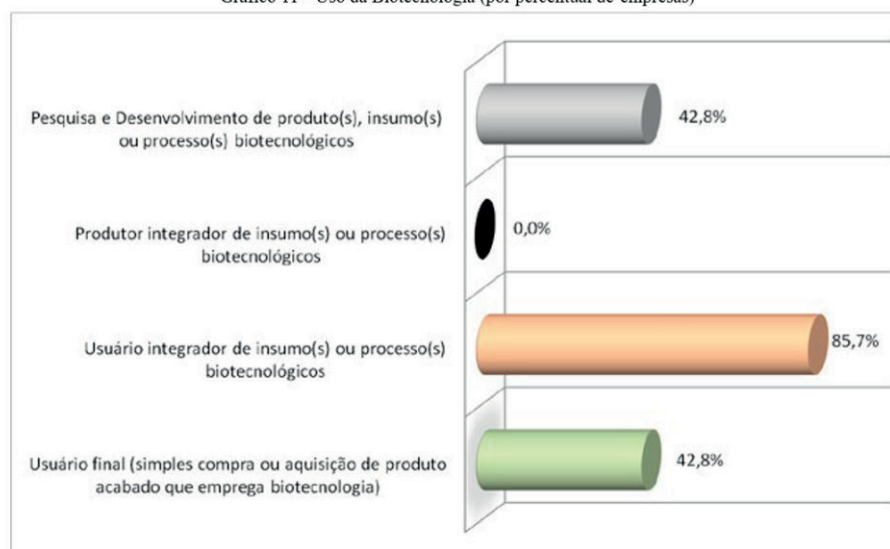 Gráfico 11 – Uso da Biotecnologia (por percentual de empresas)
Pesquisa e Desenvolvimento de produto(s), insumo(s)
ou processo(s) biotecnológicos
42,8%
Produtor integrador de insumo(s) ou processo(s)
biotecnológicos
0,0%
Usuário integrador de insumo(s) ou processo(s)
biotecnológicos
85,7%
Usuário final (simples compra ou aquisição de produto
acabado que emprega biotecnologia)
42,8%